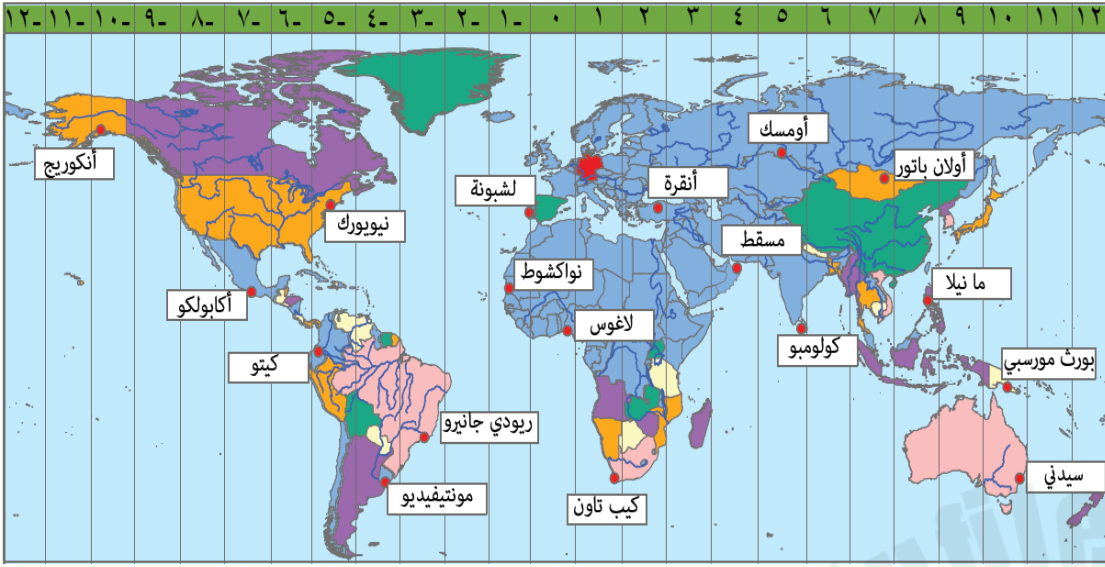 ١٢- ١١- ١٠- ٩- ٨- ٧- ٦- ٥- ٤- ٣- ٢- ١- ٠ ١ ٢ ٣ ٤ ٥ ٦ ٧ ٨ ٩ ١٠ ١١ ١٢
أومسك
أنكوريج
أولان باتور
أنقرة
لشبونة
نيويورك
مسقط
نواكشوط
ما نيلا
أكابولكو
لاغوس
كولومبو
كيتو
بورث مورسبي
ريودي جانيرو
سيدني
مونتيفيديو
كيب تاون